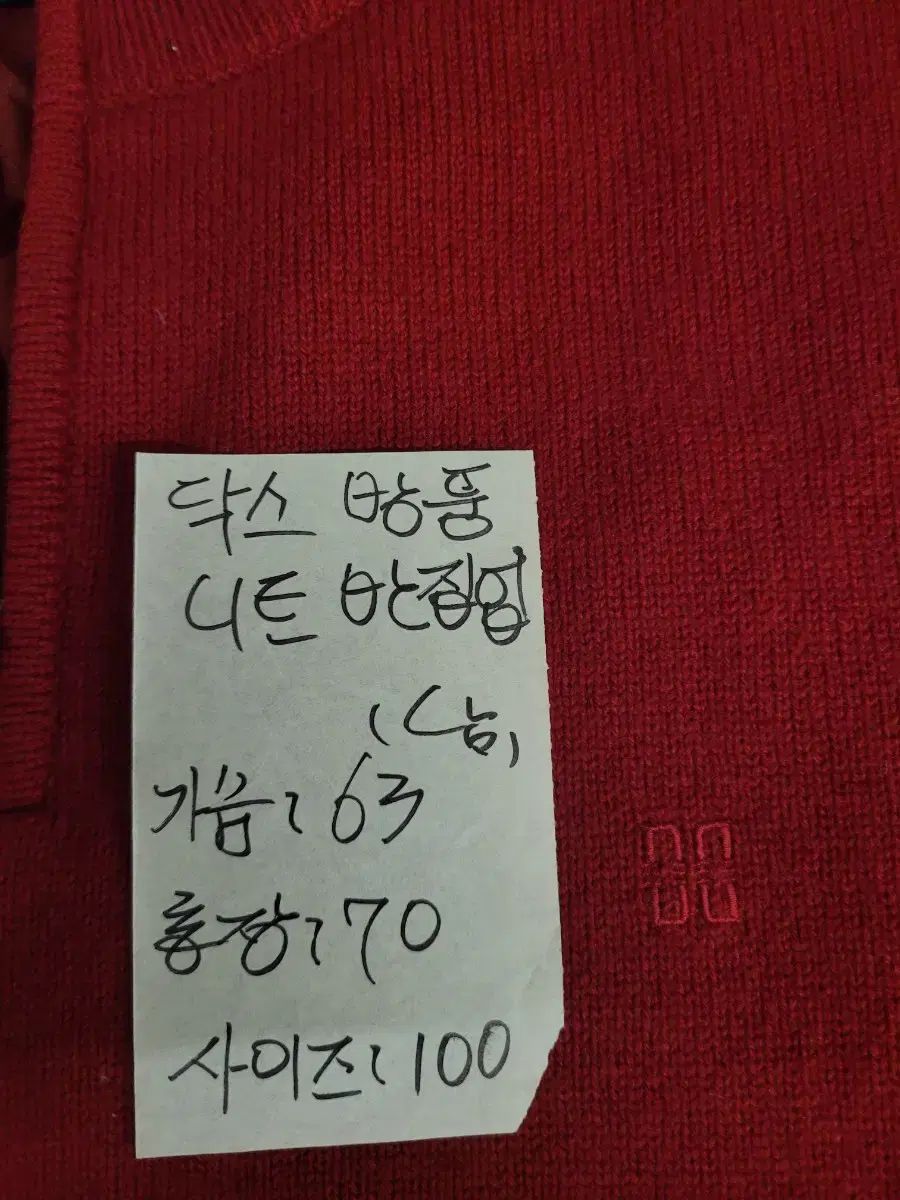 닥스 방풍
니트 반집업
(Cm)
가슴: 63
총장: 70
사이즈: 100